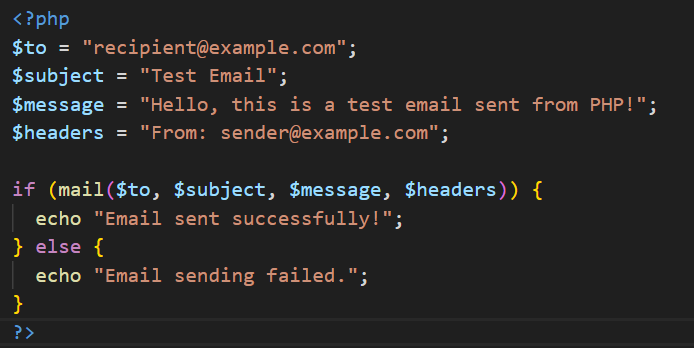 <?php
$to = "recipient@example.com";
$subject = "Test Email";
$message = "Hello, this is a test email sent from PHP!";
$headers = "From: sender@example.com";
if (mail($to, $subject, $message, $headers)) {
echo "Email sent successfully!";
} else {
echo "Email sending failed.";
}
?>